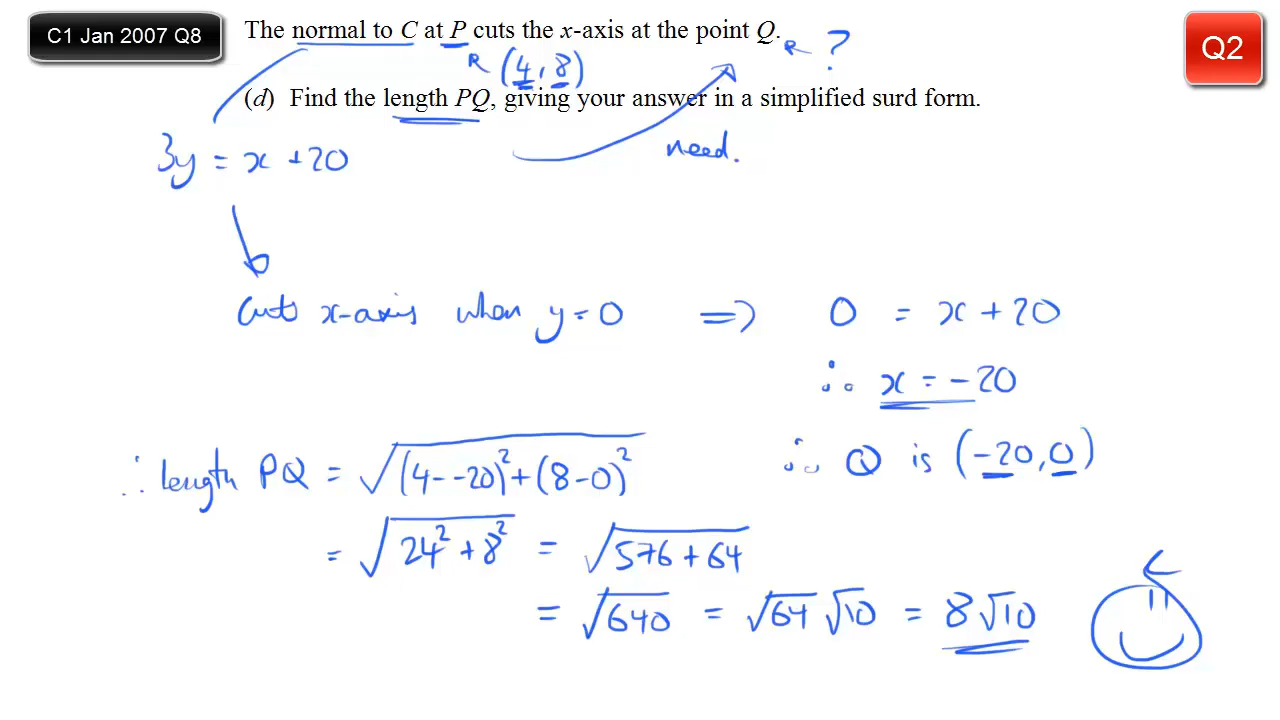 C1 Jan 2007 Q8
The normal to C at P cuts the x-axis at the point Q.
Q2
(4, 8)
?
(d) Find the length PQ, giving your answer in a simplified surd form.
3y = x + 20
need.
cuts x-axis when y = 0 ⇒ 0 = x + 20
∴ x = -20
∴ Q is (-20, 0)
∴ length PQ = √((4 - -20)² + (8 - 0)²)
= √(24² + 8²) = √(576 + 64)
= √640 = √64 √10 = 8√10